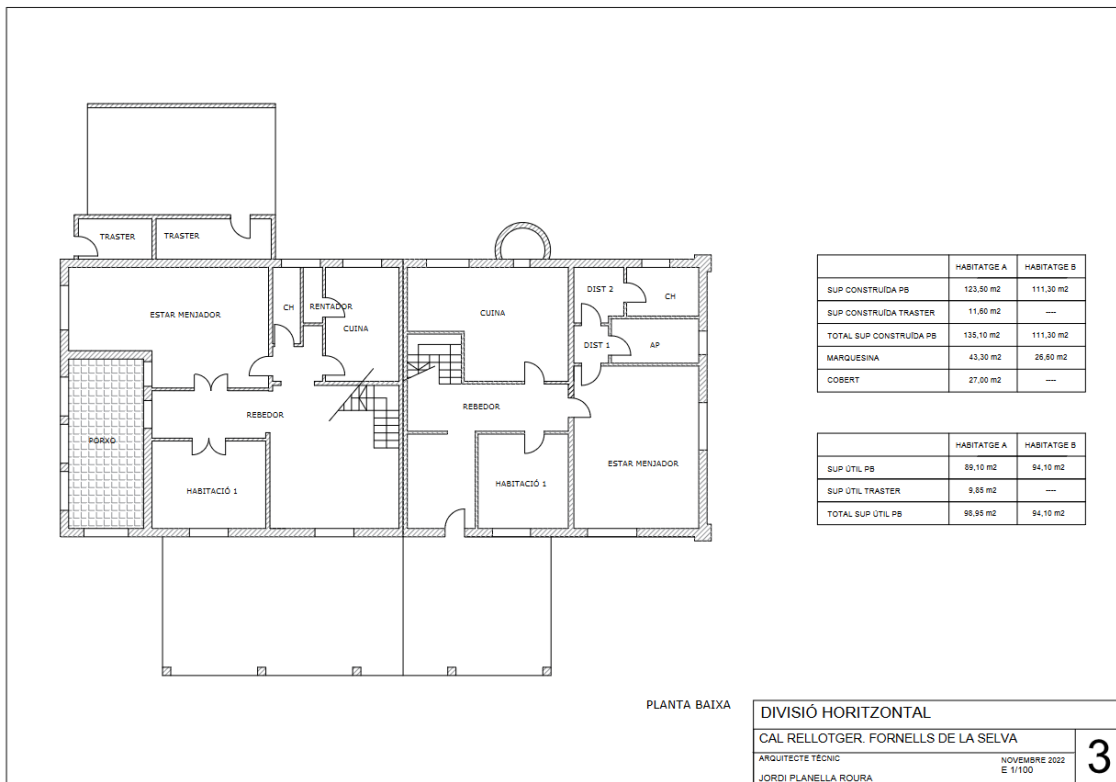 TRASTER
TRASTER
ESTAR MENJADOR
CH
RENTADOR
CUINA
CUINA
DIST 2
CH
DIST 1
AP
REBEDOR
REBEDOR
PORXO
HABITACIÓ 1
HABITACIÓ 1
ESTAR MENJADOR
HABITATGE A HABITATGE B
SUP CONSTRUÏDA PB 123,50 m2 111,30 m2
SUP CONSTRUÏDA TRASTER 11,60 m2 ----
TOTAL SUP CONSTRUÏDA PB 135,10 m2 111,30 m2
MARQUESINA 43,30 m2 26,60 m2
COBERT 27,00 m2 ----
HABITATGE A HABITATGE B
SUP ÚTIL PB 89,10 m2 94,10 m2
SUP ÚTIL TRASTER 9,85 m2 ----
TOTAL SUP ÚTIL PB 98,95 m2 94,10 m2
PLANTA BAIXA
DIVISIÓ HORITZONTAL
CAL RELLOTGER. FORNELLS DE LA SELVA
ARQUITECTE TÈCNIC
JORDI PLANELLA ROURA
NOVEMBRE 2022
E 1/100
3